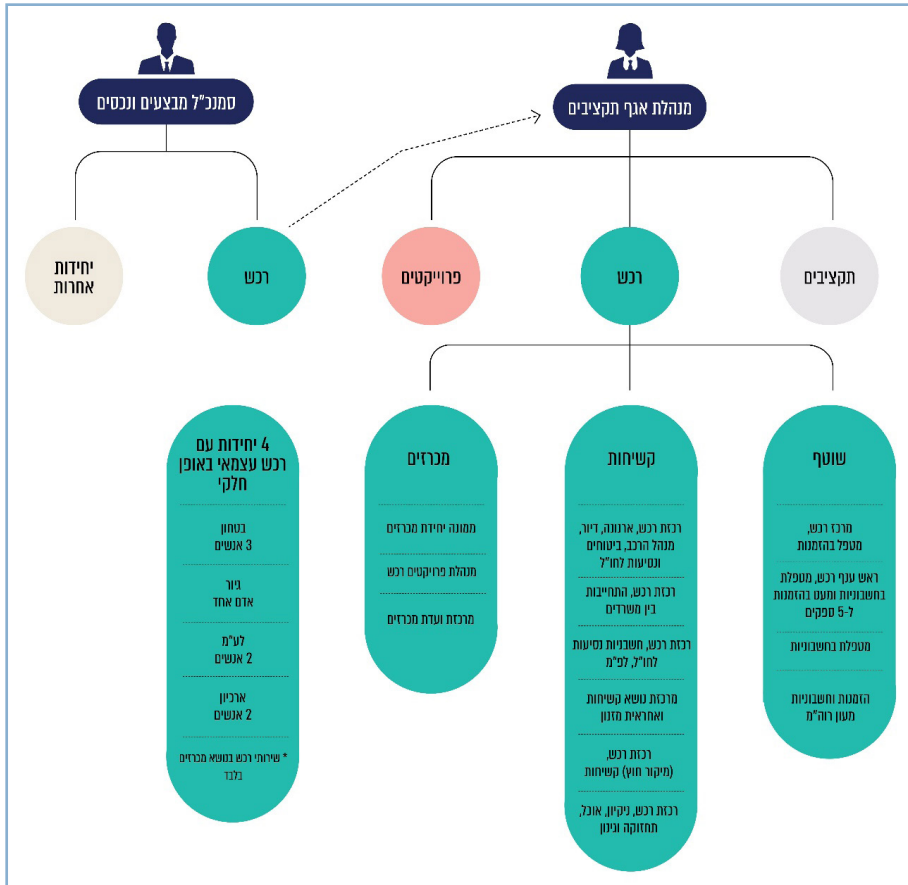 מנהלת אגף תקציבים
סמנכ"ל מבצעים ונכסים
תקציבים
רכש
פרוייקטים
רכש
יחידות
אחרות
שוטף
מרכז רכש,
מטפל בהזמנות
ראש ענף רכש, מטפלת
בחשבוניות ומעט בהזמנות
ל-5 ספקים
מטפלת בחשבוניות
הזמנות וחשבוניות
מעון רוה"מ
קשיחות
רכזת רכש, ארנונה, דיור,
מנהל הרכב, ביטוחים
ונסיעות לחו"ל
רכזת רכש, התחייבות
בין משרדים
רכזת רכש, חשבניות נסיעות
לחו"ל, לפ"מ
מרכזת נושא קשיחות
ואחראית מזנון
רכזת רכש,
(מיקור חוץ) קשיחות
רכזת רכש, ניקיון, אוכל,
תחזוקה וגינון
מכרזים
ממונה יחידת מכרזים
מנהלת פרויקטים רכש
מרכזת ועדת מכרזים
4 יחידות עם
רכש עצמאי באופן
חלקי
בטחון
3 אנשים
גיור
אדם אחד
לע"מ
2 אנשים
ארכיון
2 אנשים
* שירותי רכש בנושא מכרזים
בלבד